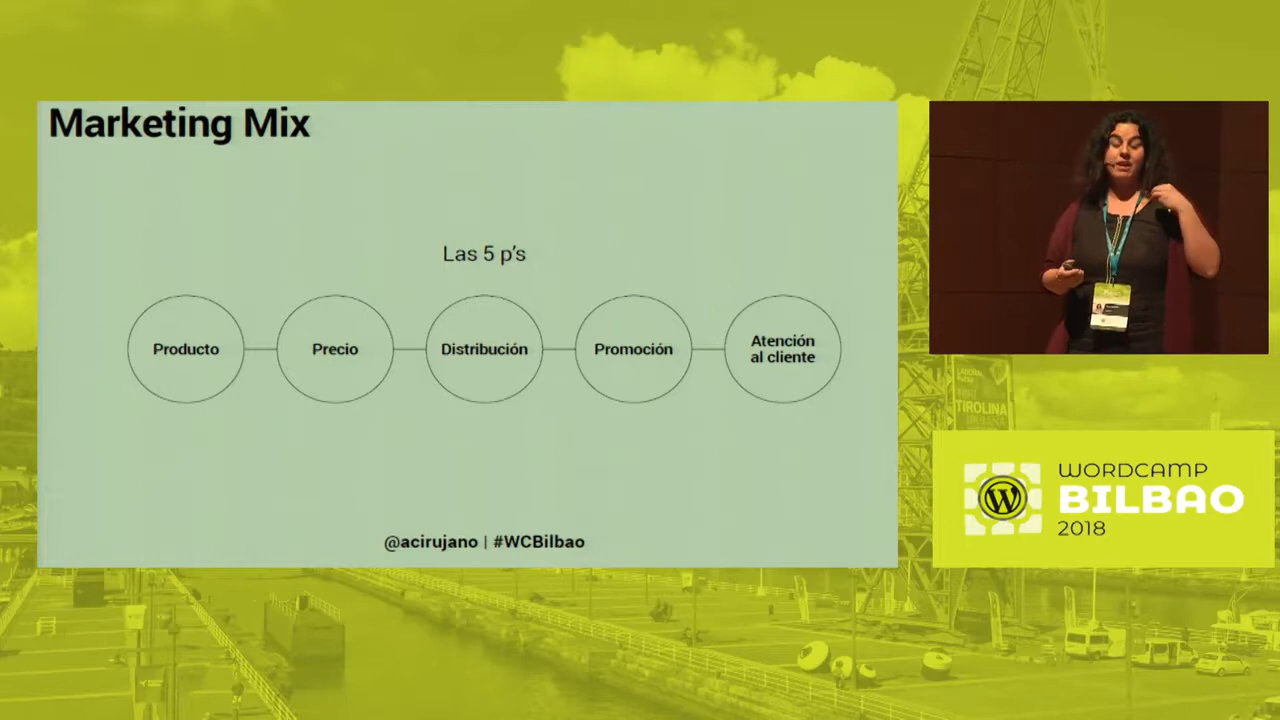 Marketing Mix
Las 5 p's
Producto
Precio
Distribución
Promoción
Atención
al cliente
@acirujano | #WCBilbao
TIROLINA
WORDCAMP
BILBAO
2018